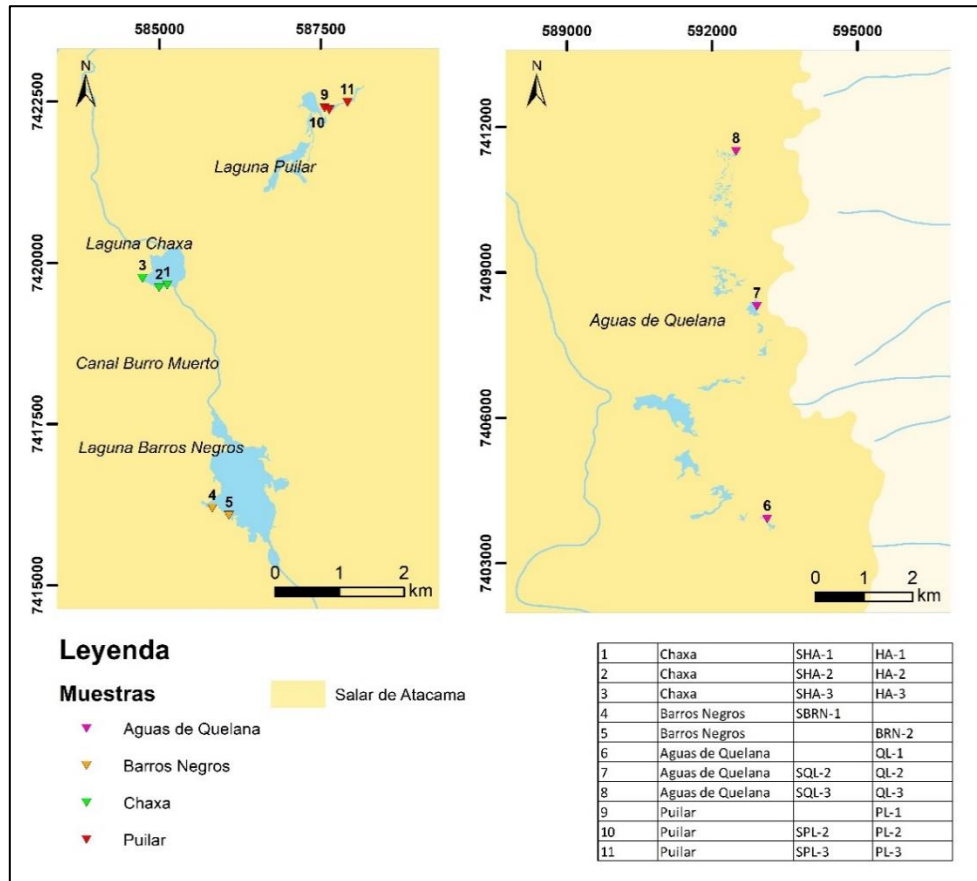 585000 587500
589000 592000 595000
N
7422500
7420000
7417500
7415000
9 11
10
Laguna Puilar
Laguna Chaxa
3 2 1
Canal Burro Muerto
Laguna Barros Negros
4 5
0 1 2
km
N
7412000
7409000
7406000
7403000
8
7
Aguas de Quelana
6
0 1 2
km
Leyenda
Muestras
Aguas de Quelana
Barros Negros
Chaxa
Puilar
Salar de Atacama
1 Chaxa SHA-1 HA-1
2 Chaxa SHA-2 HA-2
3 Chaxa SHA-3 HA-3
4 Barros Negros SBRN-1
5 Barros Negros BRN-2
6 Aguas de Quelana QL-1
7 Aguas de Quelana SQL-2 QL-2
8 Aguas de Quelana SQL-3 QL-3
9 Puilar PL-1
10 Puilar SPL-2 PL-2
11 Puilar SPL-3 PL-3